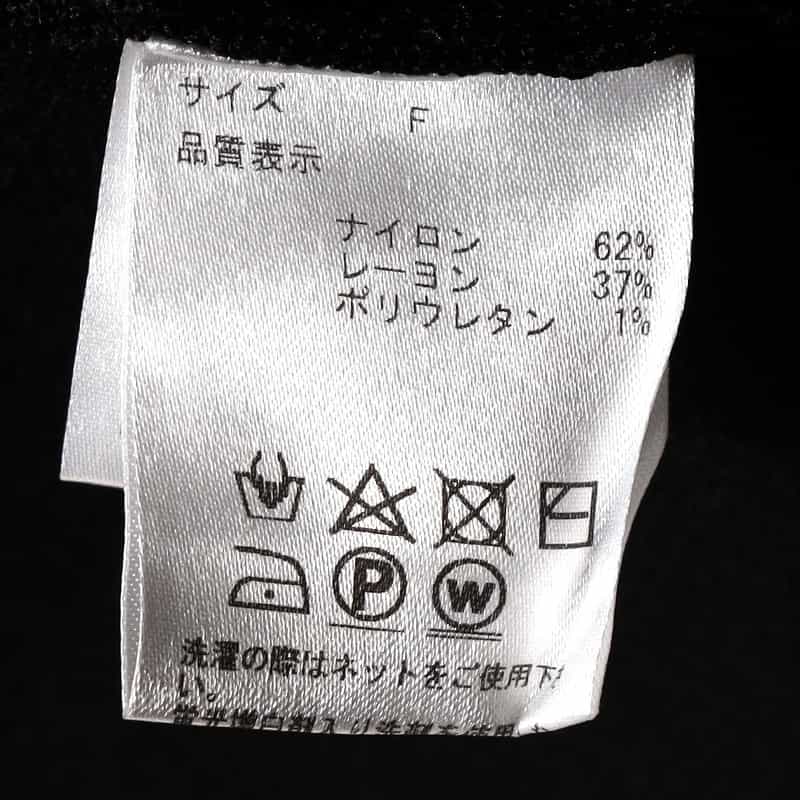 サイズ F
品質表示
ナイロン 62%
レーヨン 37%
ポリウレタン 1%
P W
洗濯の際はネットをご使用下さ
い。